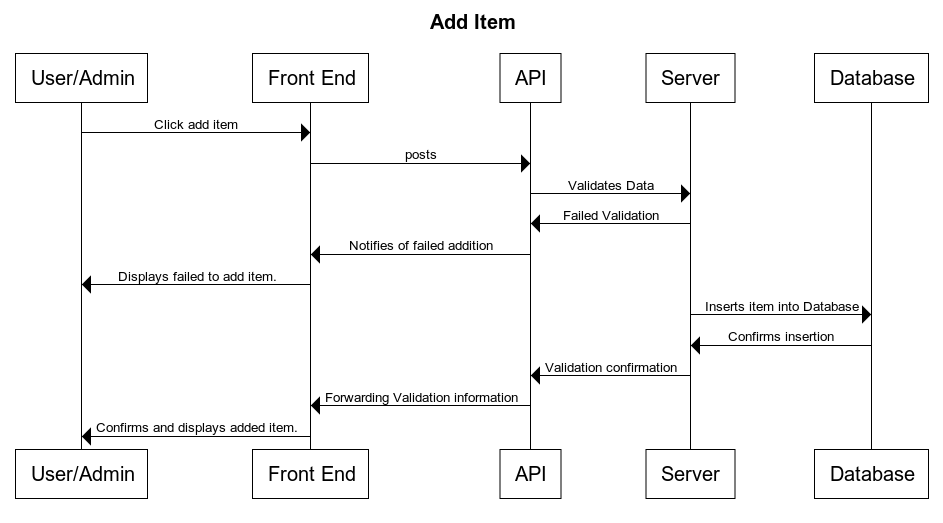 Add Item
User/Admin
Front End
API
Server
Database
Click add item
posts
Validates Data
Failed Validation
Notifies of failed addition
Displays failed to add item.
Inserts item into Database
Confirms insertion
Validation confirmation
Forwarding Validation information
Confirms and displays added item.
User/Admin
Front End
API
Server
Database